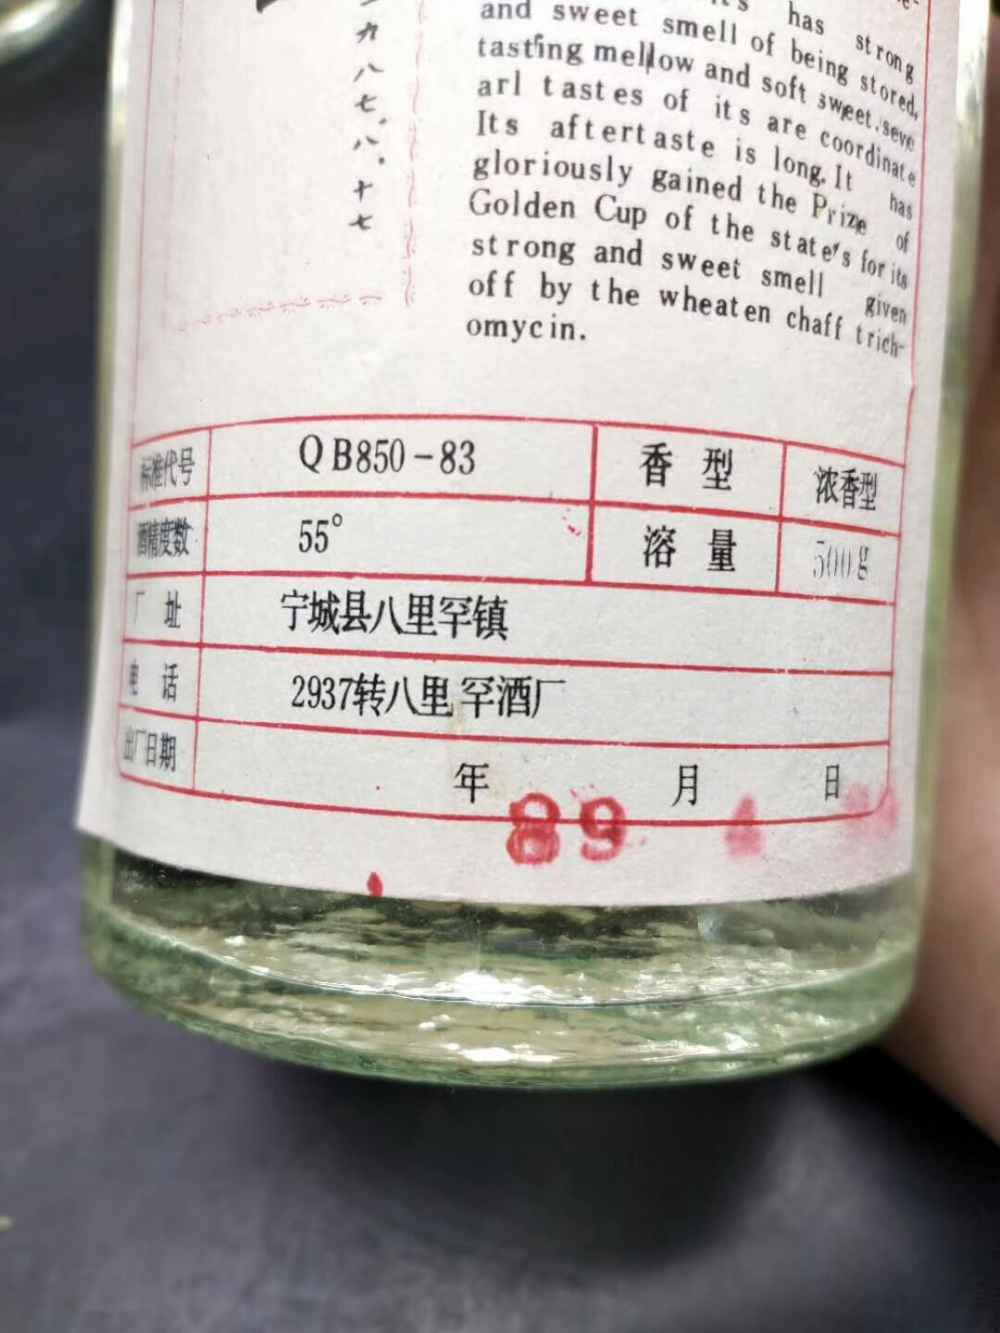 一九八七.八.十七
has strong
and sweet smell of being stored,
tasting mellow and soft sweet.seve
arl tastes of its are coordinate
Its aftertaste is long.It has
gloriously gained the Prize of
Golden Cup of the state's for its
strong and sweet smell given
off by the wheaten chaff trich-
omycin.
标准代号 QB850-83 香型 浓香型
酒精度数 55° 溶量 500g
厂址 宁城县八里罕镇
电话 2937转八里罕酒厂
出厂日期 年 月 日
89 4